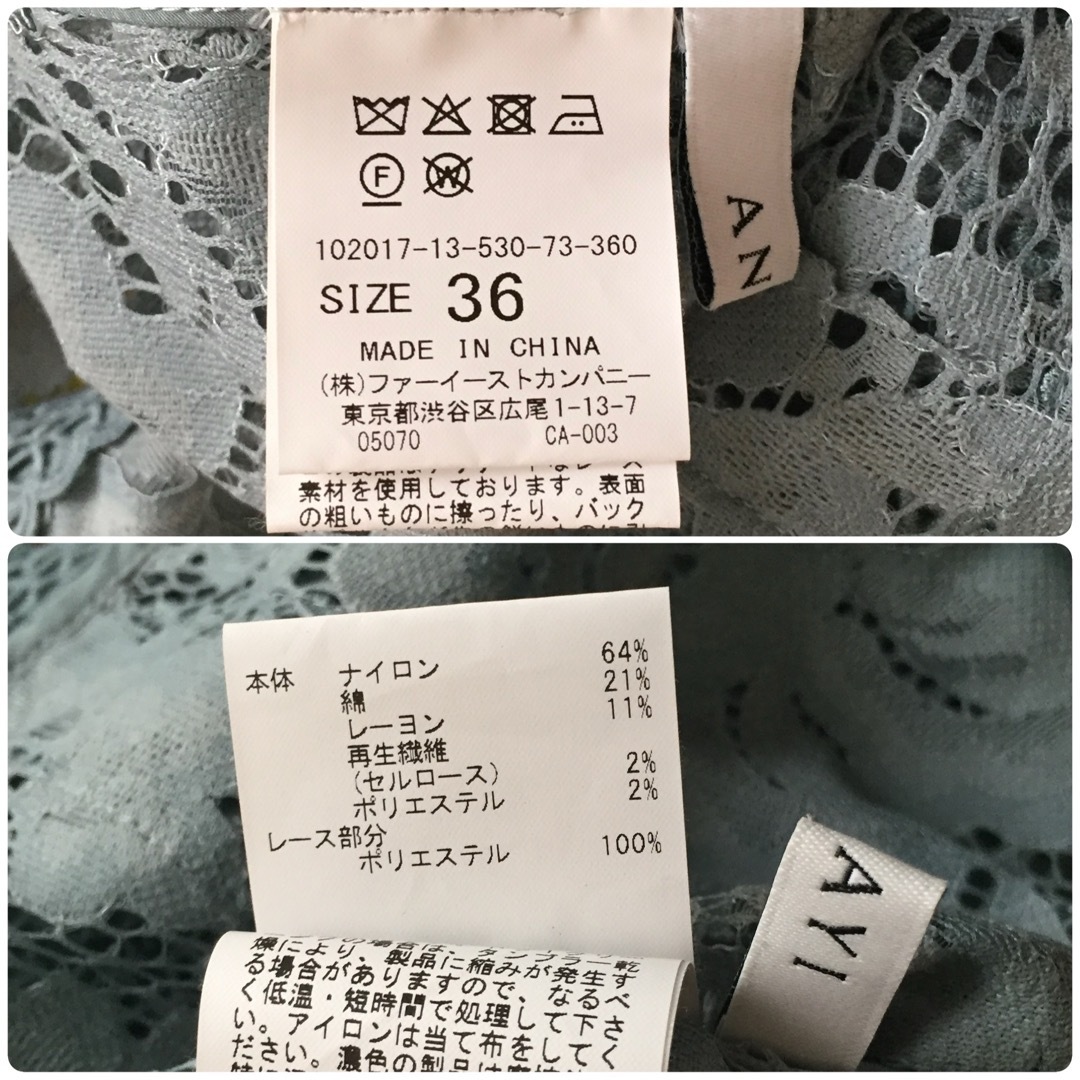 F
W
102017-13-530-73-360
SIZE 36
MADE IN CHINA
(株)ファーイーストカンパニー
東京都渋谷区広尾1-13-7
05070 CA-003
素材を使用しております。表面
の粗いものに擦ったり、バック
AN
本体 ナイロン 64%
綿 21%
レーヨン 11%
再生繊維
(セルロース) 2%
ポリエステル 2%
レース部分
ポリエステル 100%
燥により、製品に縮みが発生す
る場合がありますので、なるべ
く低温・短時間で処理して下さ
い。アイロンは当て布をしてく
ださい。濃色の製品は
AYI